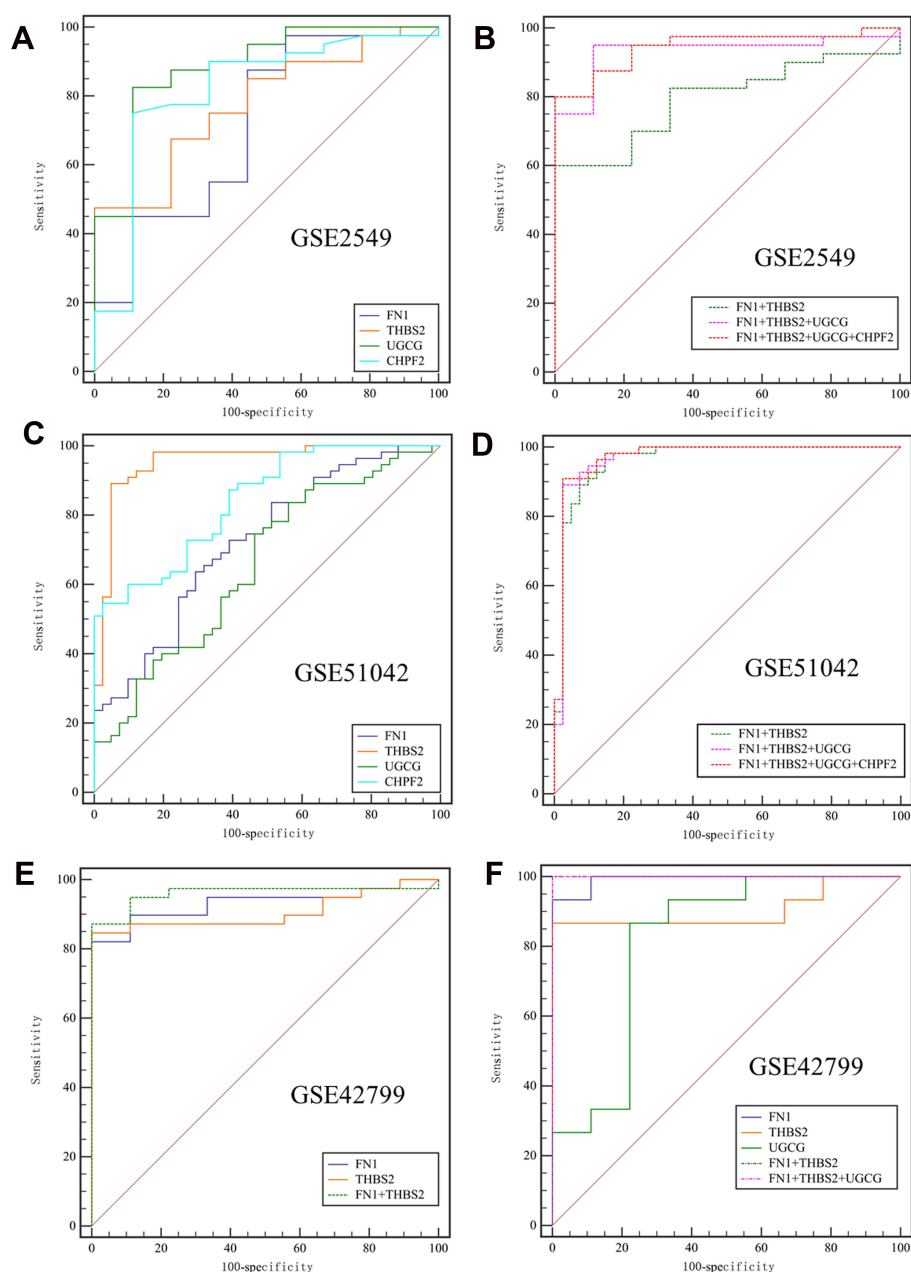 A
Sensitivity
100
80
60
40
20
0
0 20 40 60 80 100
100-specificity
GSE2549
FN1
THBS2
UGCG
CHPF2
B
Sensitivity
100
80
60
40
20
0
0 20 40 60 80 100
100-specificity
GSE2549
FN1+THBS2
FN1+THBS2+UGCG
FN1+THBS2+UGCG+CHPF2
C
Sensitivity
100
80
60
40
20
0
0 20 40 60 80 100
100-specificity
GSE51042
FN1
THBS2
UGCG
CHPF2
D
Sensitivity
100
80
60
40
20
0
0 20 40 60 80 100
100-specificity
GSE51042
FN1+THBS2
FN1+THBS2+UGCG
FN1+THBS2+UGCG+CHPF2
E
Sensitivity
100
80
60
40
20
0
0 20 40 60 80 100
100-specificity
GSE42799
FN1
THBS2
FN1+THBS2
F
Sensitivity
100
80
60
40
20
0
0 20 40 60 80 100
100-specificity
GSE42799
FN1
THBS2
UGCG
FN1+THBS2
FN1+THBS2+UGCG